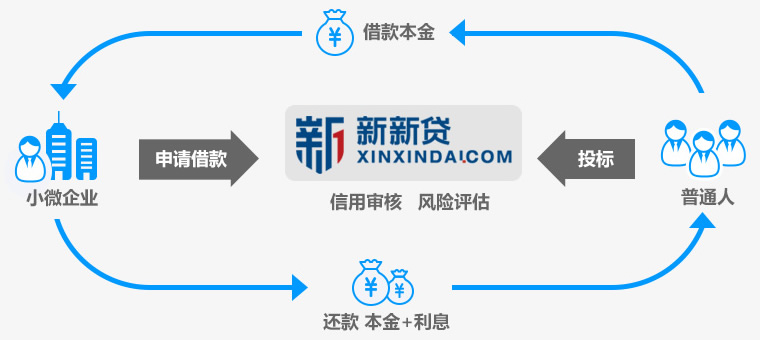 ¥
借款本金
申请借款
新
新新贷
XINXINDAI.COM
投标
小微企业
信用审核 风险评估
普通人
¥ ¥
还款 本金+利息